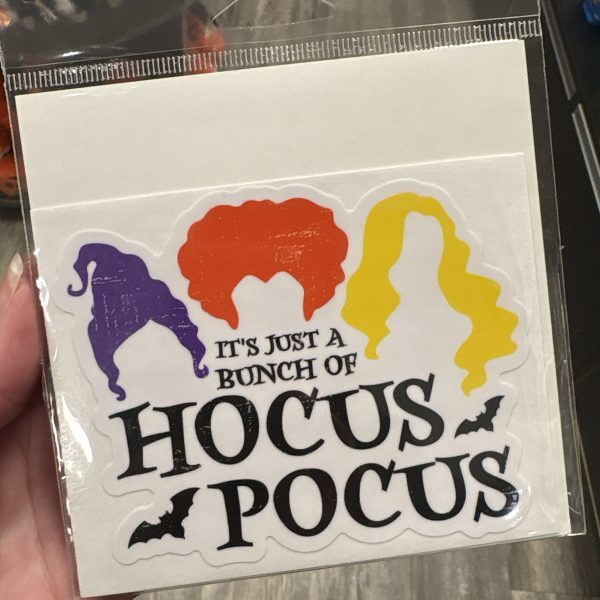 IT'S JUST A
BUNCH OF
HOCUS
POCUS